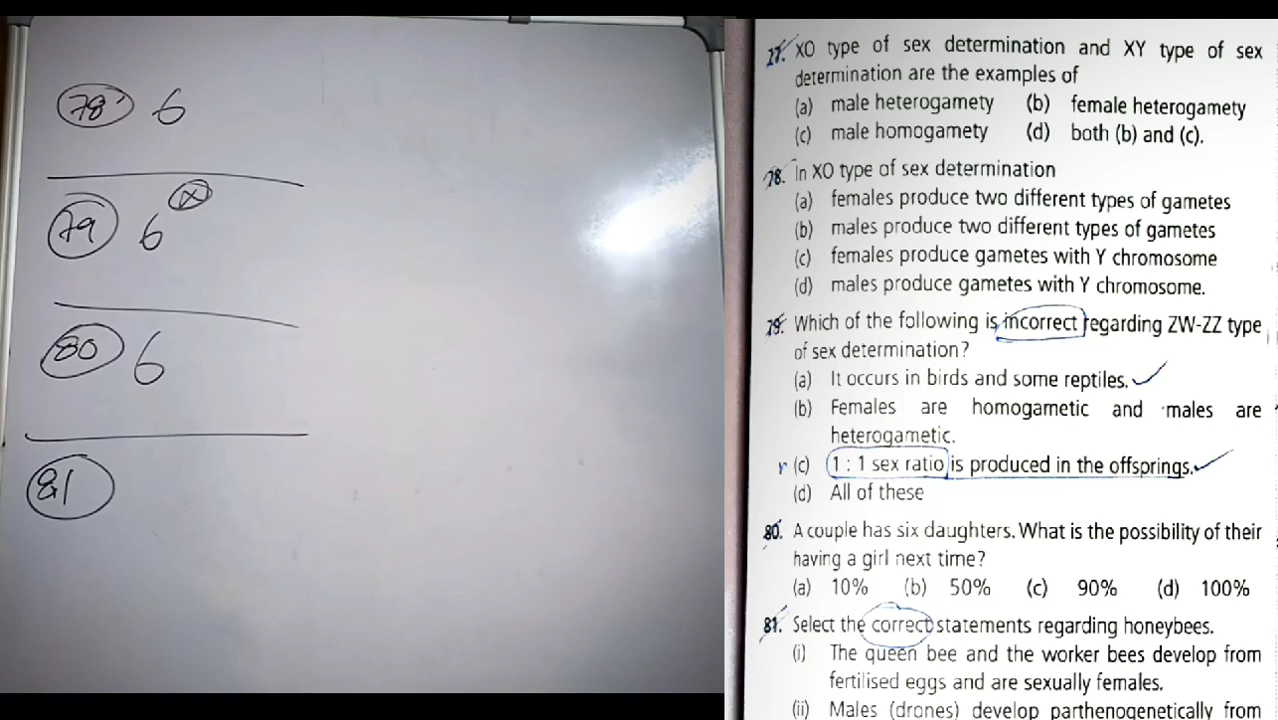 78 6
79 6 x
80 6
81
77. XO type of sex determination and XY type of sex
determination are the examples of
(a) male heterogamety (b) female heterogamety
(c) male homogamety (d) both (b) and (c).
78. In XO type of sex determination
(a) females produce two different types of gametes
(b) males produce two different types of gametes
(c) females produce gametes with Y chromosome
(d) males produce gametes with Y chromosome.
79. Which of the following is incorrect regarding ZW-ZZ type
of sex determination?
(a) It occurs in birds and some reptiles.
(b) Females are homogametic and males are
heterogametic.
(c) 1 : 1 sex ratio is produced in the offsprings.
(d) All of these
80. A couple has six daughters. What is the possibility of their
having a girl next time?
(a) 10% (b) 50% (c) 90% (d) 100%
81. Select the correct statements regarding honeybees.
(i) The queen bee and the worker bees develop from
fertilised eggs and are sexually females.
(ii) Males (drones) develop parthenogenetically from